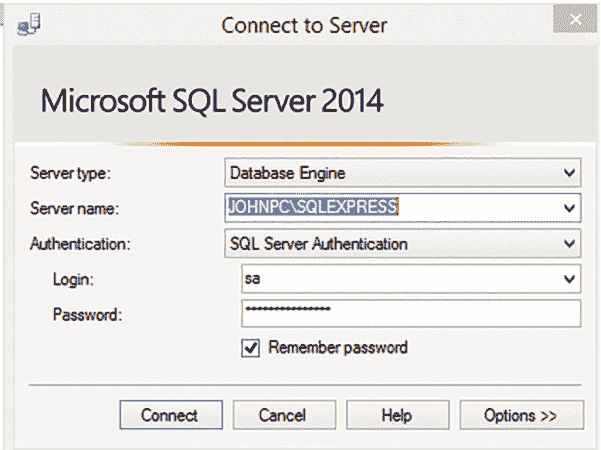 Connect to Server
Microsoft SQL Server 2014
Server type: Database Engine
Server name: JOHNPC\SQLEXPRESS
Authentication: SQL Server Authentication
Login: sa
Password: ***************
Remember password
Connect Cancel Help Options >>